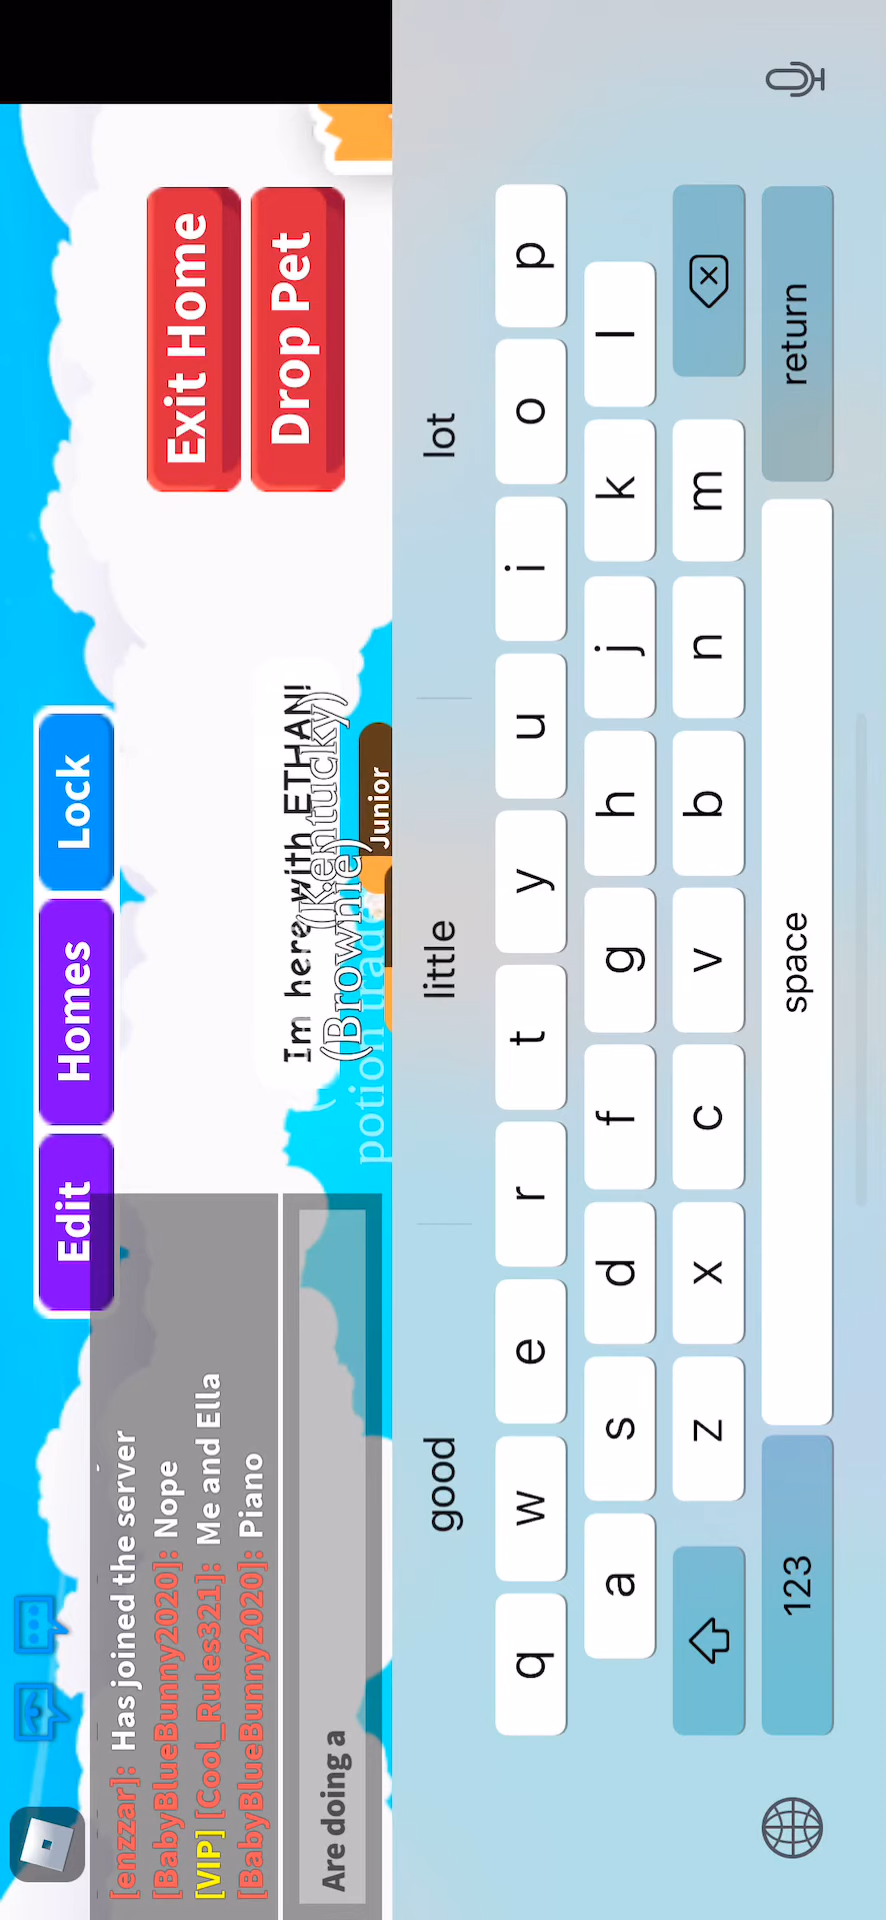 Edit
Homes
Lock
[enzzar]: Has joined the server
[BabyBlueBunny2020]: Nope
[VIP] [Cool_Rules321]: Me and Ella
[BabyBlueBunny2020]: Piano
Exit Home
Drop Pet
Im here with ETHAN!
(Kentucky)
(Brownie)
potion trade
Junior
Are doing a
good little lot
q w e r t y u i o p
a s d f g h j k l
z x c v b n m
123 space return